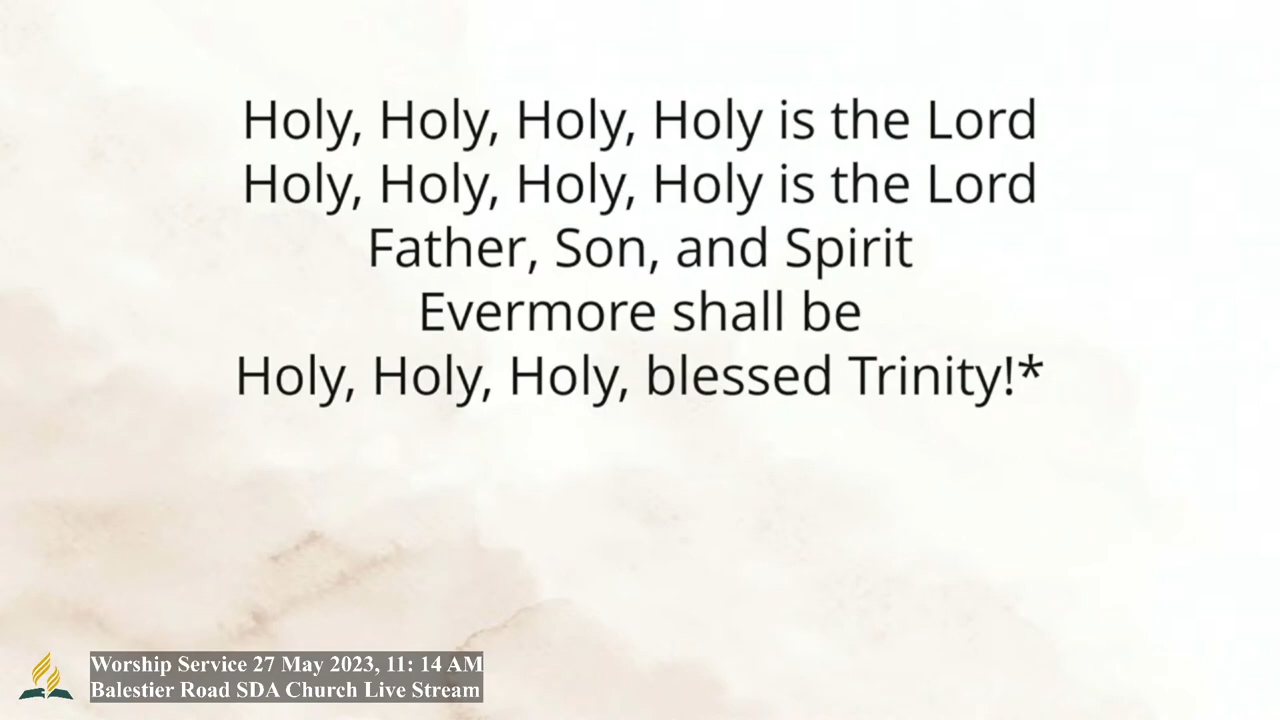 Holy, Holy, Holy, Holy is the Lord
Holy, Holy, Holy, Holy is the Lord
Father, Son, and Spirit
Evermore shall be
Holy, Holy, Holy, blessed Trinity!*
Worship Service 27 May 2023, 11: 14 AM
Balestier Road SDA Church Live Stream